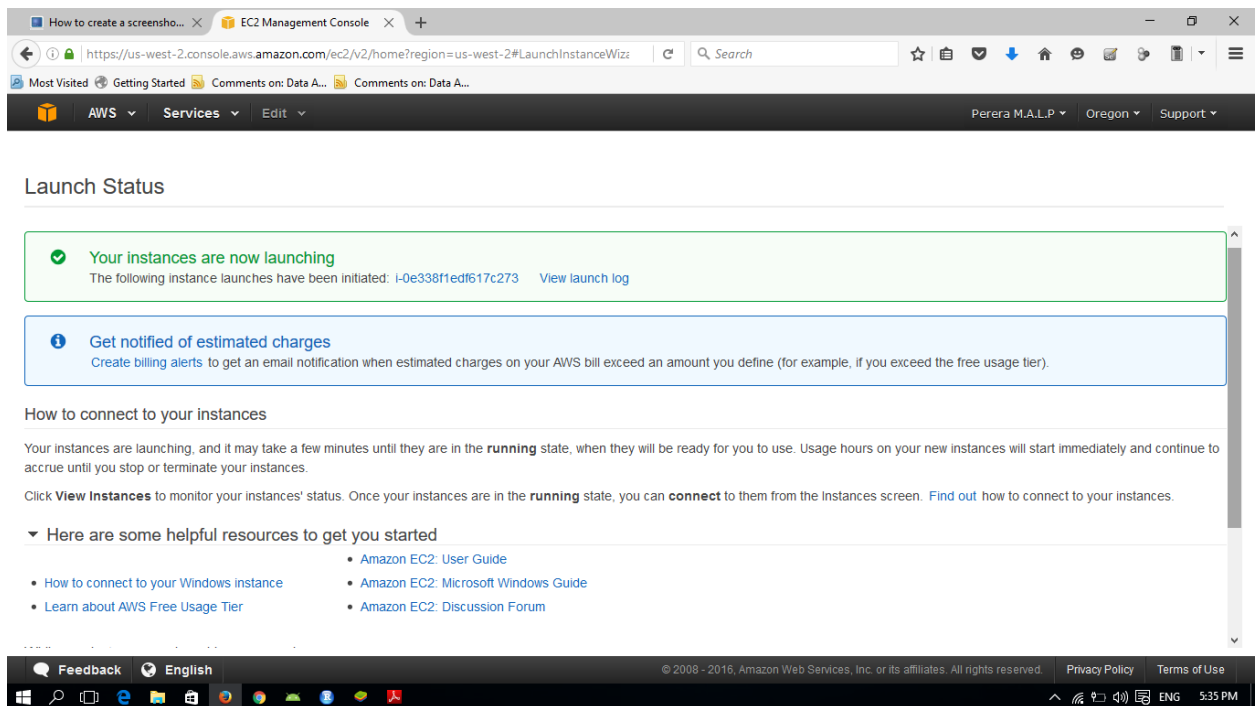 How to create a screensho...
EC2 Management Console
https://us-west-2.console.aws.amazon.com/ec2/v2/home?region=us-west-2#LaunchInstanceWiza
Search
Most Visited
Getting Started
Comments on: Data A...
Comments on: Data A...
AWS
Services
Edit
Perera M.A.L.P
Oregon
Support
Launch Status
Your instances are now launching
The following instance launches have been initiated: i-0e338f1edf617c273 View launch log
Get notified of estimated charges
Create billing alerts to get an email notification when estimated charges on your AWS bill exceed an amount you define (for example, if you exceed the free usage tier).
How to connect to your instances
Your instances are launching, and it may take a few minutes until they are in the running state, when they will be ready for you to use. Usage hours on your new instances will start immediately and continue to
accrue until you stop or terminate your instances.
Click View Instances to monitor your instances' status. Once your instances are in the running state, you can connect to them from the Instances screen. Find out how to connect to your instances.
Here are some helpful resources to get you started
• Amazon EC2: User Guide
• How to connect to your Windows instance
• Amazon EC2: Microsoft Windows Guide
• Learn about AWS Free Usage Tier
• Amazon EC2: Discussion Forum
Feedback
English
© 2008 - 2016, Amazon Web Services, Inc. or its affiliates. All rights reserved.
Privacy Policy
Terms of Use
ENG
5:35 PM